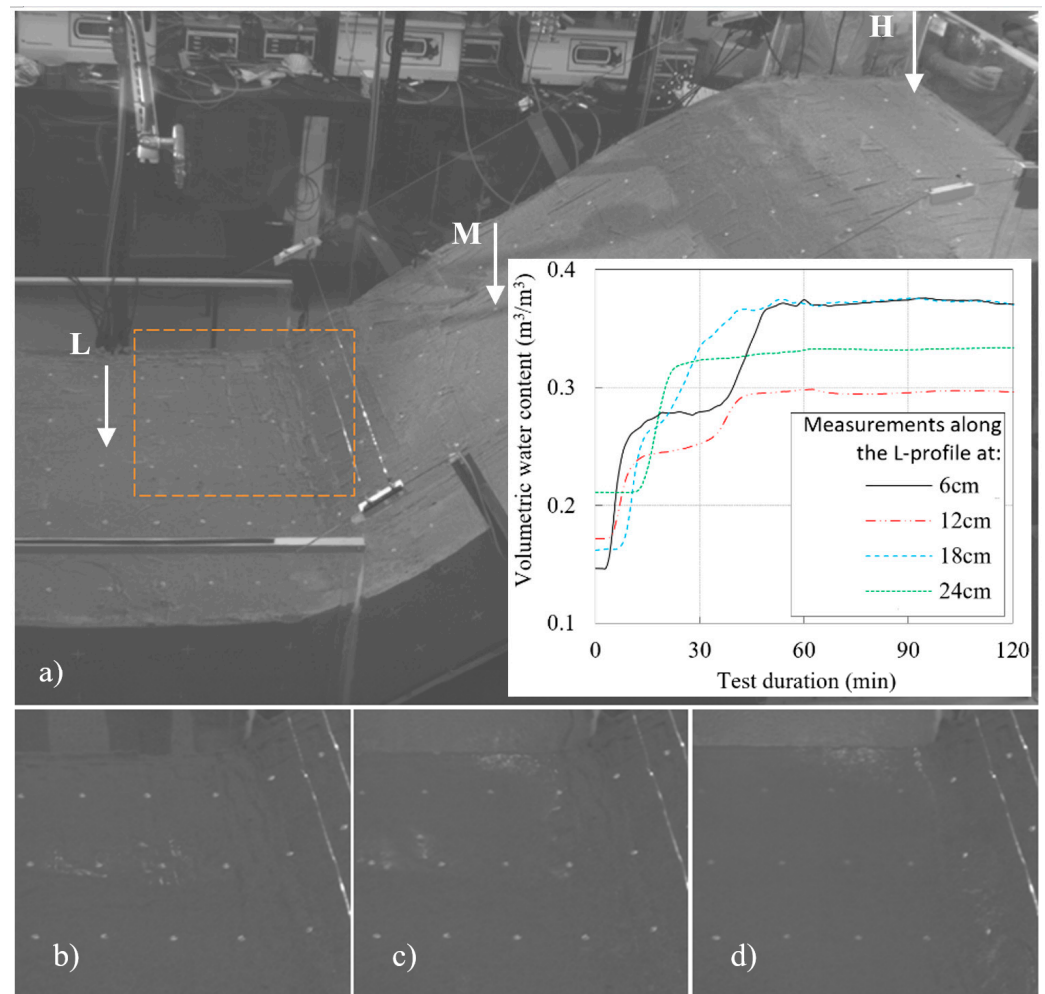 H
M
L
a)
Volumetric water content (m³/m³)
0.4
0.3
0.2
0.1
0
30
60
90
120
Test duration (min)
Measurements along
the L-profile at:
6cm
12cm
18cm
24cm
b)
c)
d)